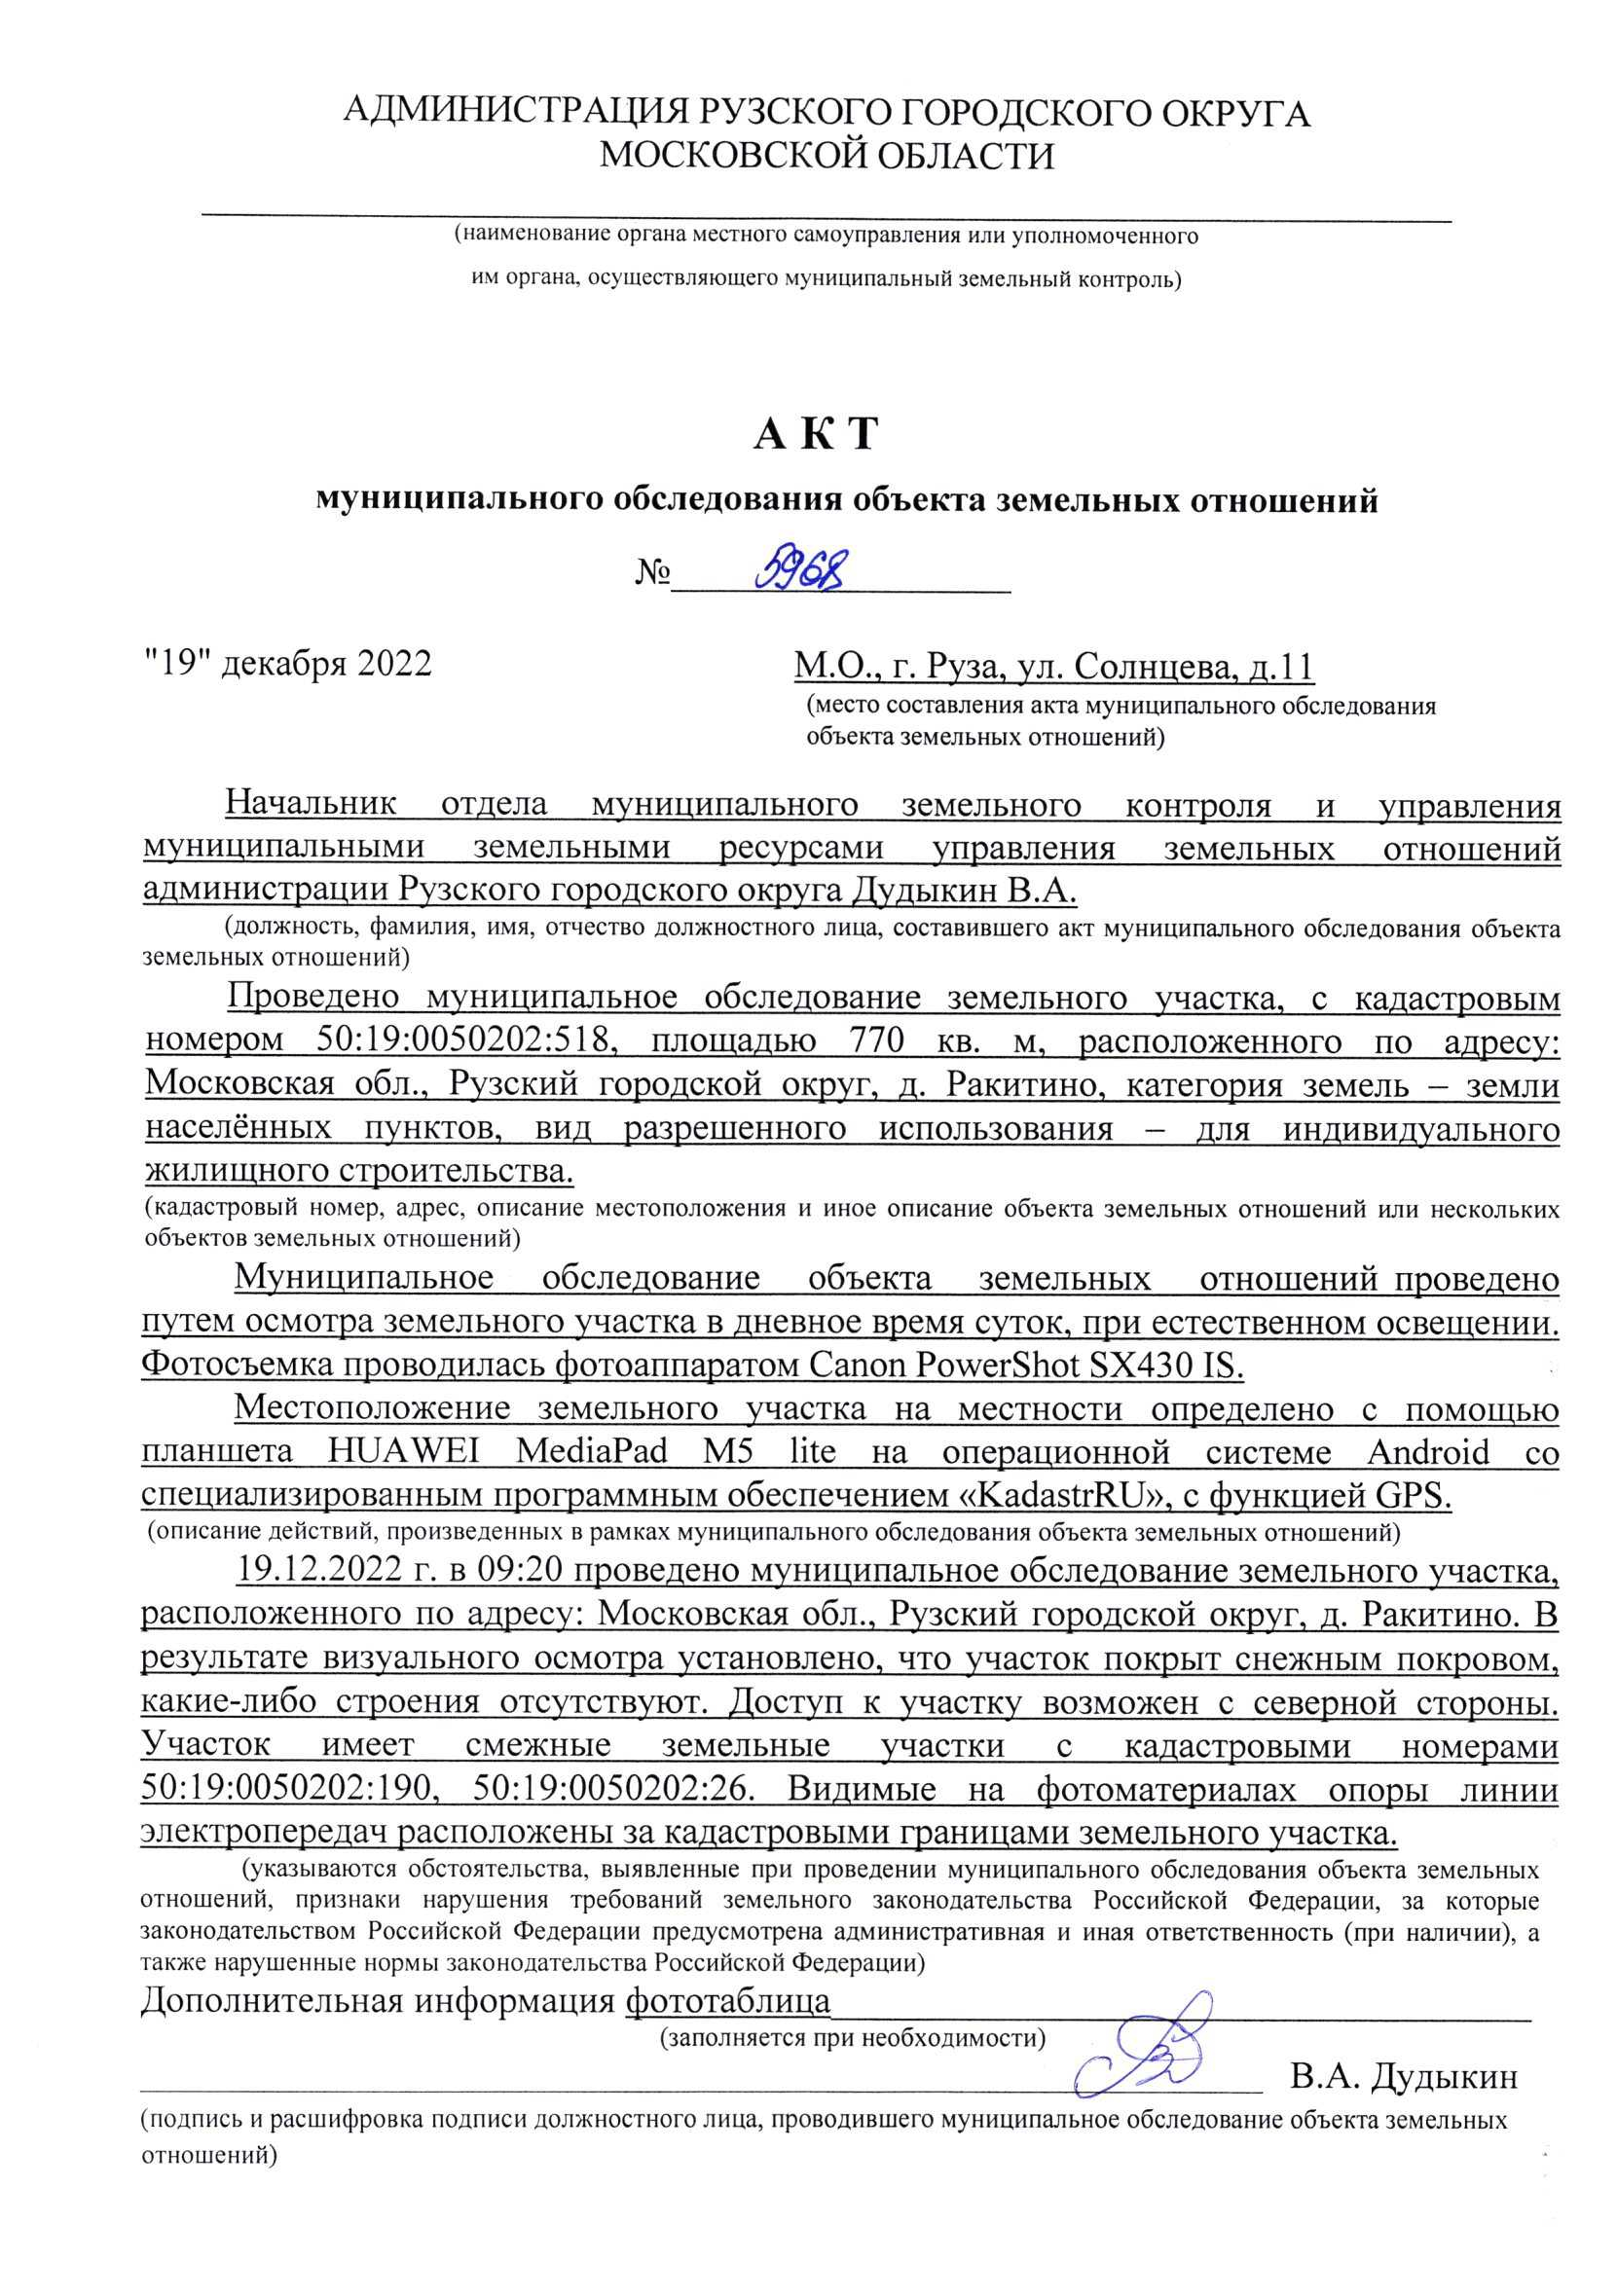 АДМИНИСТРАЦИЯ РУЗСКОГО ГОРОДСКОГО ОКРУГА
МОСКОВСКОЙ ОБЛАСТИ
(наименование органа местного самоуправления или уполномоченного
им органа, осуществляющего муниципальный земельный контроль)
А К Т
муниципального обследования объекта земельных отношений
№ 5968
"19" декабря 2022
М.О., г. Руза, ул. Солнцева, д.11
(место составления акта муниципального обследования
объекта земельных отношений)
Начальник отдела муниципального земельного контроля и управления
муниципальными земельными ресурсами управления земельных отношений
администрации Рузского городского округа Дудыкин В.А.
(должность, фамилия, имя, отчество должностного лица, составившего акт муниципального обследования объекта
земельных отношений)
Проведено муниципальное обследование земельного участка, с кадастровым
номером 50:19:0050202:518, площадью 770 кв. м, расположенного по адресу:
Московская обл., Рузский городской округ, д. Ракитино, категория земель – земли
населённых пунктов, вид разрешенного использования – для индивидуального
жилищного строительства.
(кадастровый номер, адрес, описание местоположения и иное описание объекта земельных отношений или нескольких
объектов земельных отношений)
Муниципальное обследование объекта земельных отношений проведено
путем осмотра земельного участка в дневное время суток, при естественном освещении.
Фотосъемка проводилась фотоаппаратом Canon PowerShot SX430 IS.
Местоположение земельного участка на местности определено с помощью
планшета HUAWEI MediaPad M5 lite на операционной системе Android со
специализированным программным обеспечением «KadastrRU», с функцией GPS.
(описание действий, произведенных в рамках муниципального обследования объекта земельных отношений)
19.12.2022 г. в 09:20 проведено муниципальное обследование земельного участка,
расположенного по адресу: Московская обл., Рузский городской округ, д. Ракитино. В
результате визуального осмотра установлено, что участок покрыт снежным покровом,
какие-либо строения отсутствуют. Доступ к участку возможен с северной стороны.
Участок имеет смежные земельные участки с кадастровыми номерами
50:19:0050202:190, 50:19:0050202:26. Видимые на фотоматериалах опоры линии
электропередач расположены за кадастровыми границами земельного участка.
(указываются обстоятельства, выявленные при проведении муниципального обследования объекта земельных
отношений, признаки нарушения требований земельного законодательства Российской Федерации, за которые
законодательством Российской Федерации предусмотрена административная и иная ответственность (при наличии), а
также нарушенные нормы законодательства Российской Федерации)
Дополнительная информация фототаблица
(заполняется при необходимости)
В.А. Дудыкин
(подпись и расшифровка подписи должностного лица, проводившего муниципальное обследование объекта земельных
отношений)